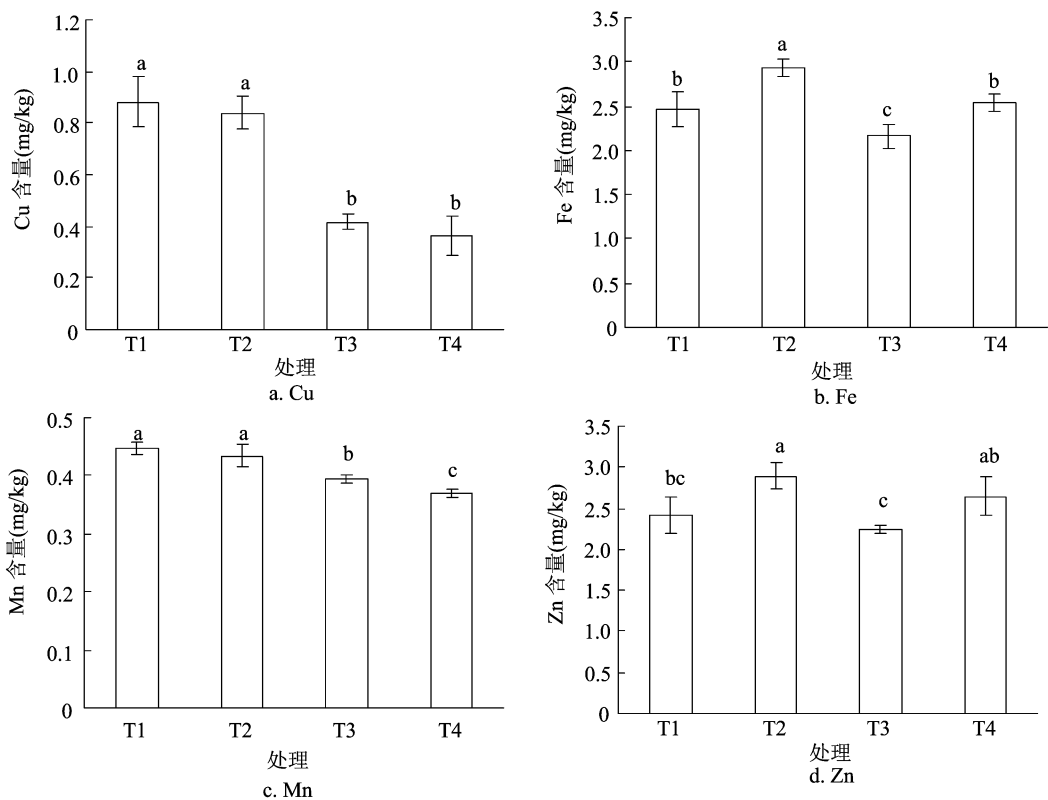 1.2
1.0
0.8
0.6
0.4
0.2
0
Cu 含量(mg/kg)
a
a
b
b
T1
T2
T3
T4
处理
a. Cu
3.5
3.0
2.5
2.0
1.5
1.0
0.5
0
Fe 含量(mg/kg)
b
a
c
b
T1
T2
T3
T4
处理
b. Fe
0.5
0.4
0.3
0.2
0.1
0
Mn 含量(mg/kg)
a
a
b
c
T1
T2
T3
T4
处理
c. Mn
3.5
3.0
2.5
2.0
1.5
1.0
0.5
0
Zn 含量(mg/kg)
bc
a
c
ab
T1
T2
T3
T4
处理
d. Zn